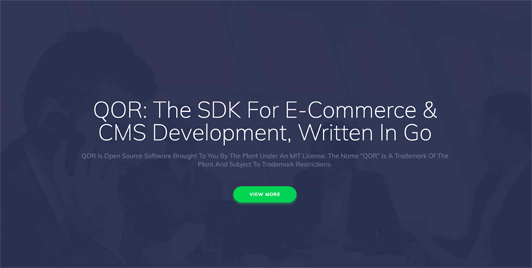 QOR: The SDK For E-Commerce &
CMS Development, Written In Go
QOR Is Open Source Software Brought To You By The Plant Under An MIT License. The Name "QOR" Is A Trademark Of The
Plant And Subject To Trademark Restrictions.
VIEW MORE